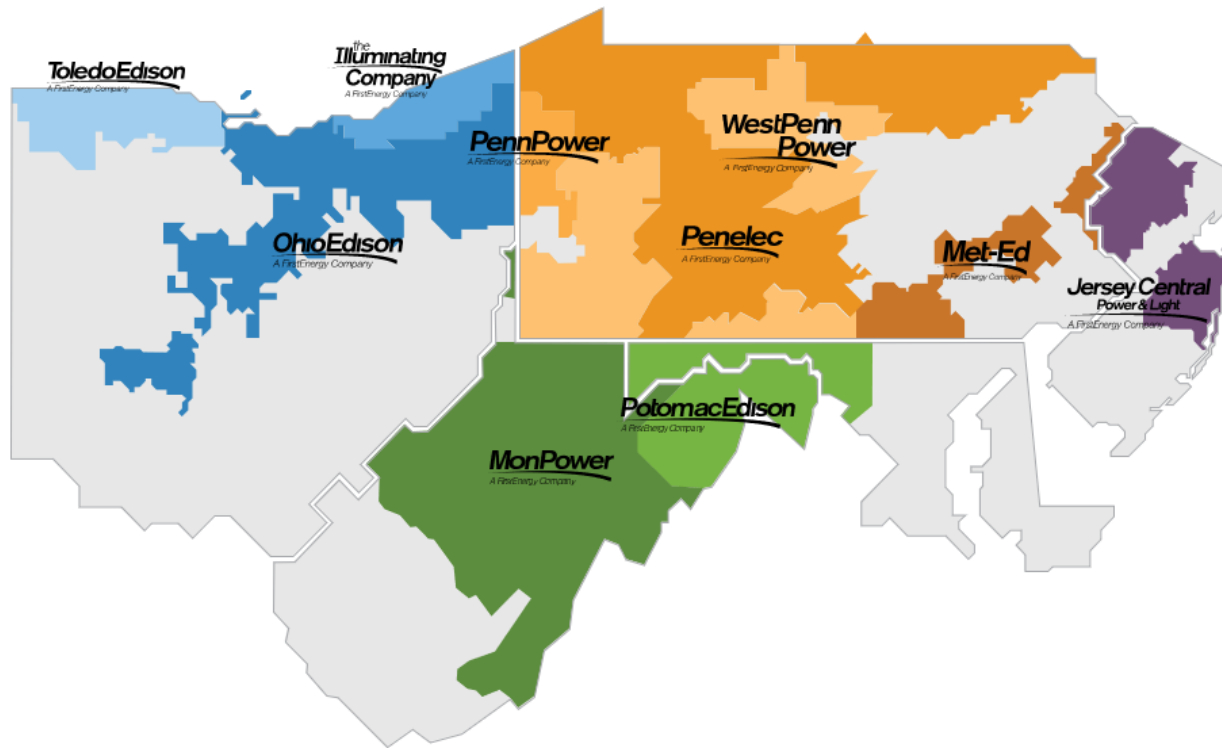 the
Illuminating
Company
A FirstEnergy Company
ToledoEdison
A FirstEnergy Company
PennPower
A FirstEnergy Company
WestPenn
Power
A FirstEnergy Company
OhioEdison
A FirstEnergy Company
Penelec
A FirstEnergy Company
Met-Ed
A FirstEnergy Company
Jersey Central
Power & Light
A FirstEnergy Company
PotomacEdison
A FirstEnergy Company
MonPower
A FirstEnergy Company